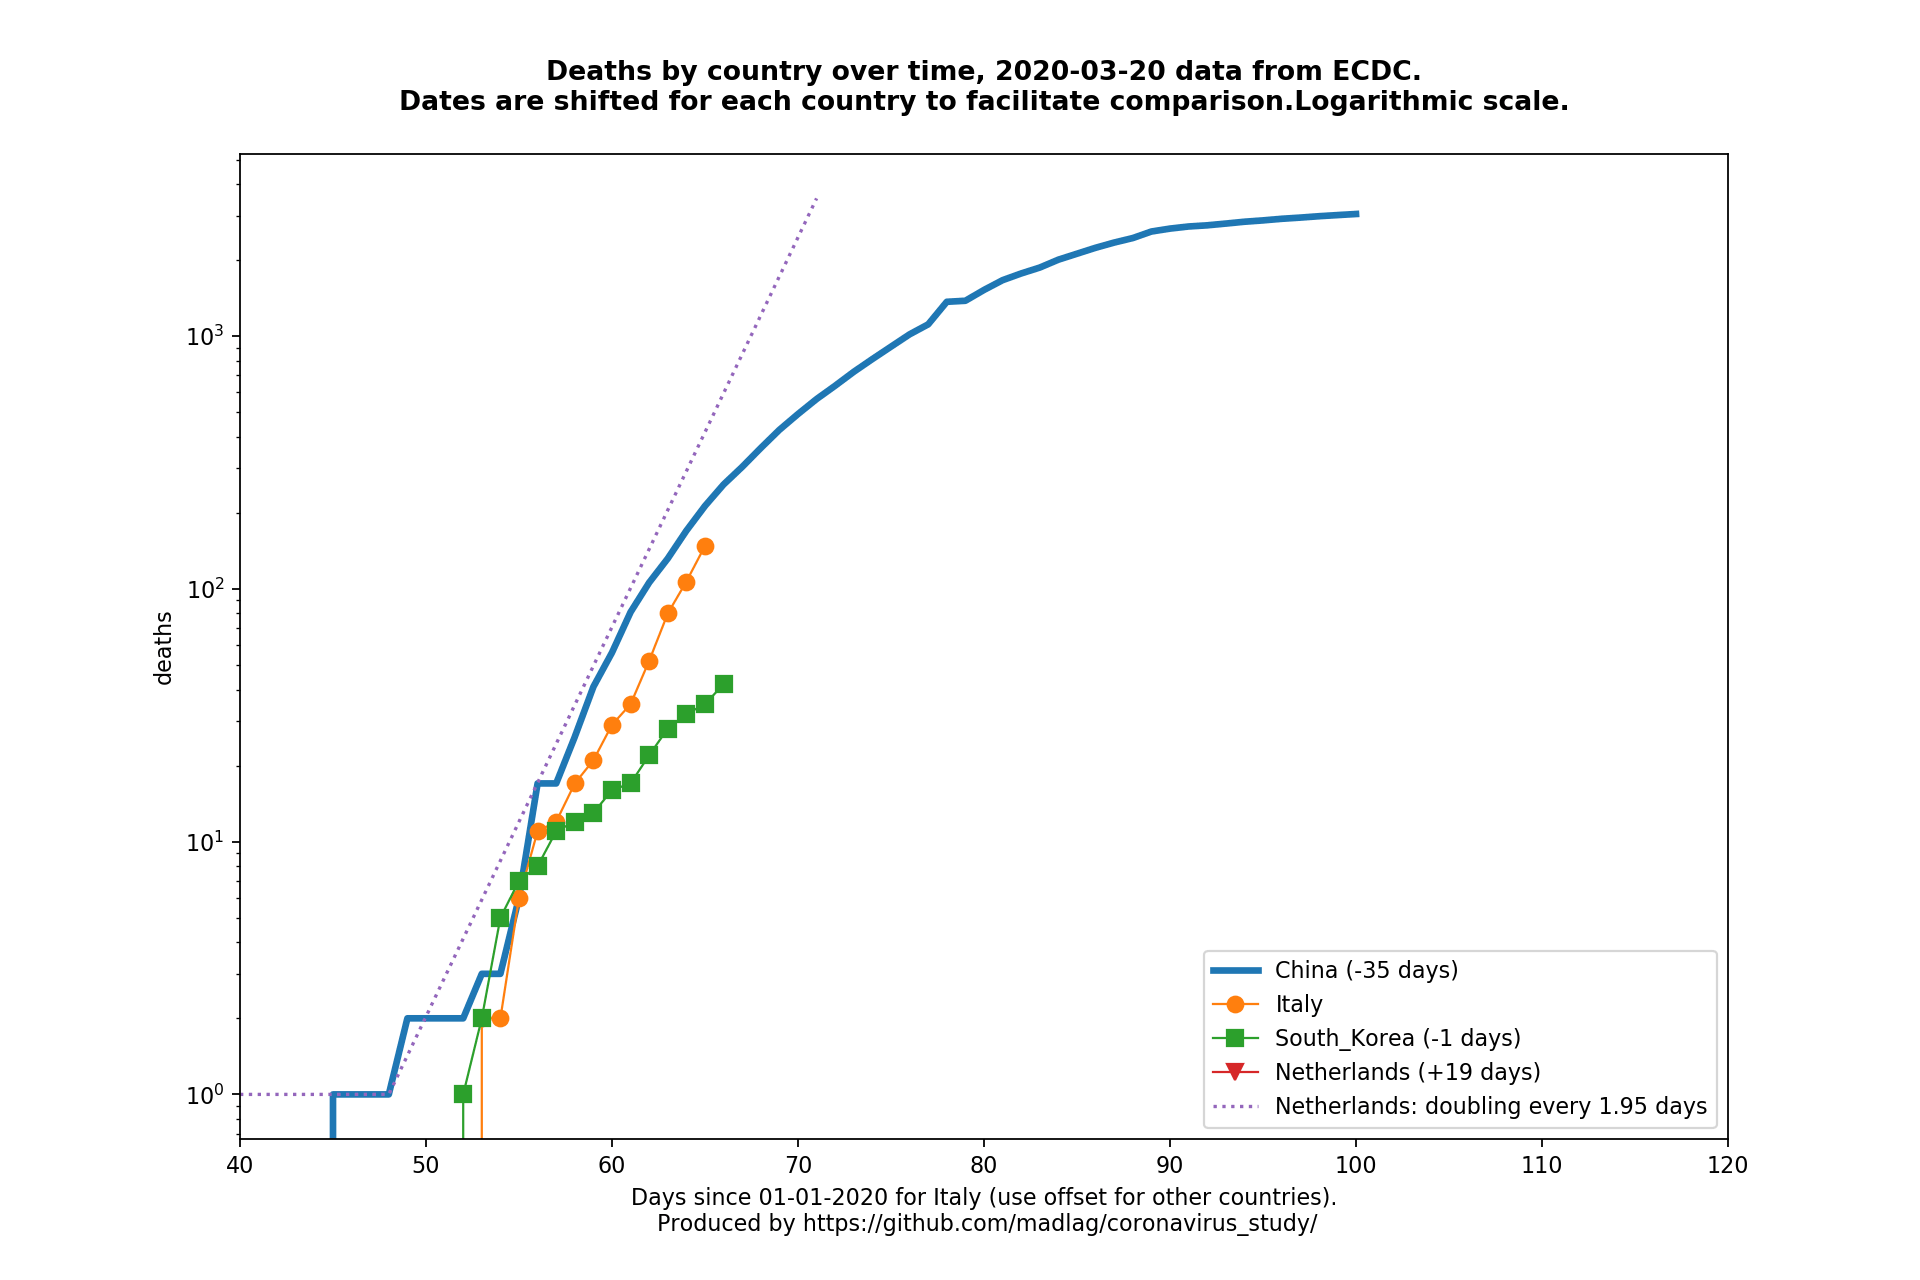 Deaths by country over time, 2020-03-20 data from ECDC.
Dates are shifted for each country to facilitate comparison.Logarithmic scale.
deaths
10³
10²
10¹
10⁰
China (-35 days)
Italy
South_Korea (-1 days)
Netherlands (+19 days)
Netherlands: doubling every 1.95 days
40 50 60 70 80 90 100 110 120
Days since 01-01-2020 for Italy (use offset for other countries).
Produced by https://github.com/madlag/coronavirus_study/